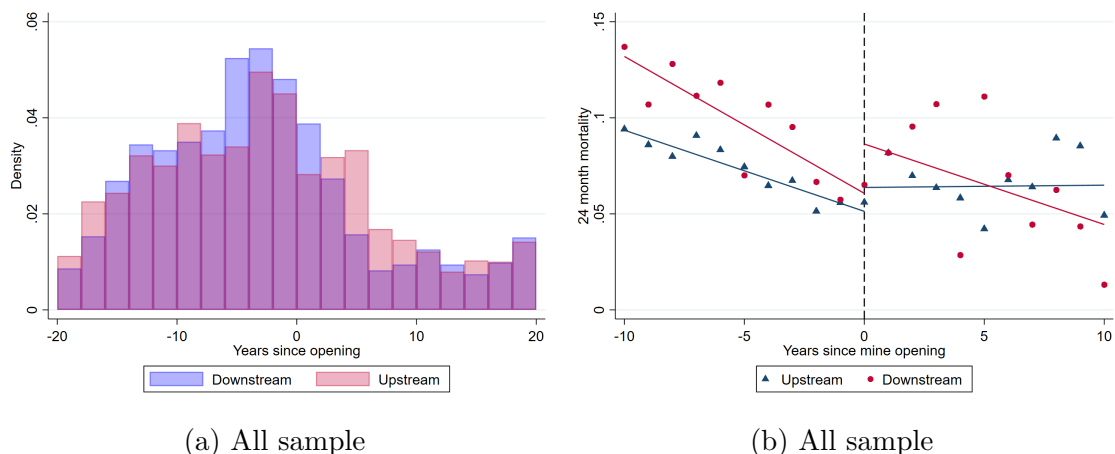 .06
.04
.02
0
Density
-20
-10
0
10
20
Years since opening
Downstream
Upstream
(a) All sample
.15
.1
.05
0
24 month mortality
-10
-5
0
5
10
Years since mine opening
Upstream
Downstream
(b) All sample